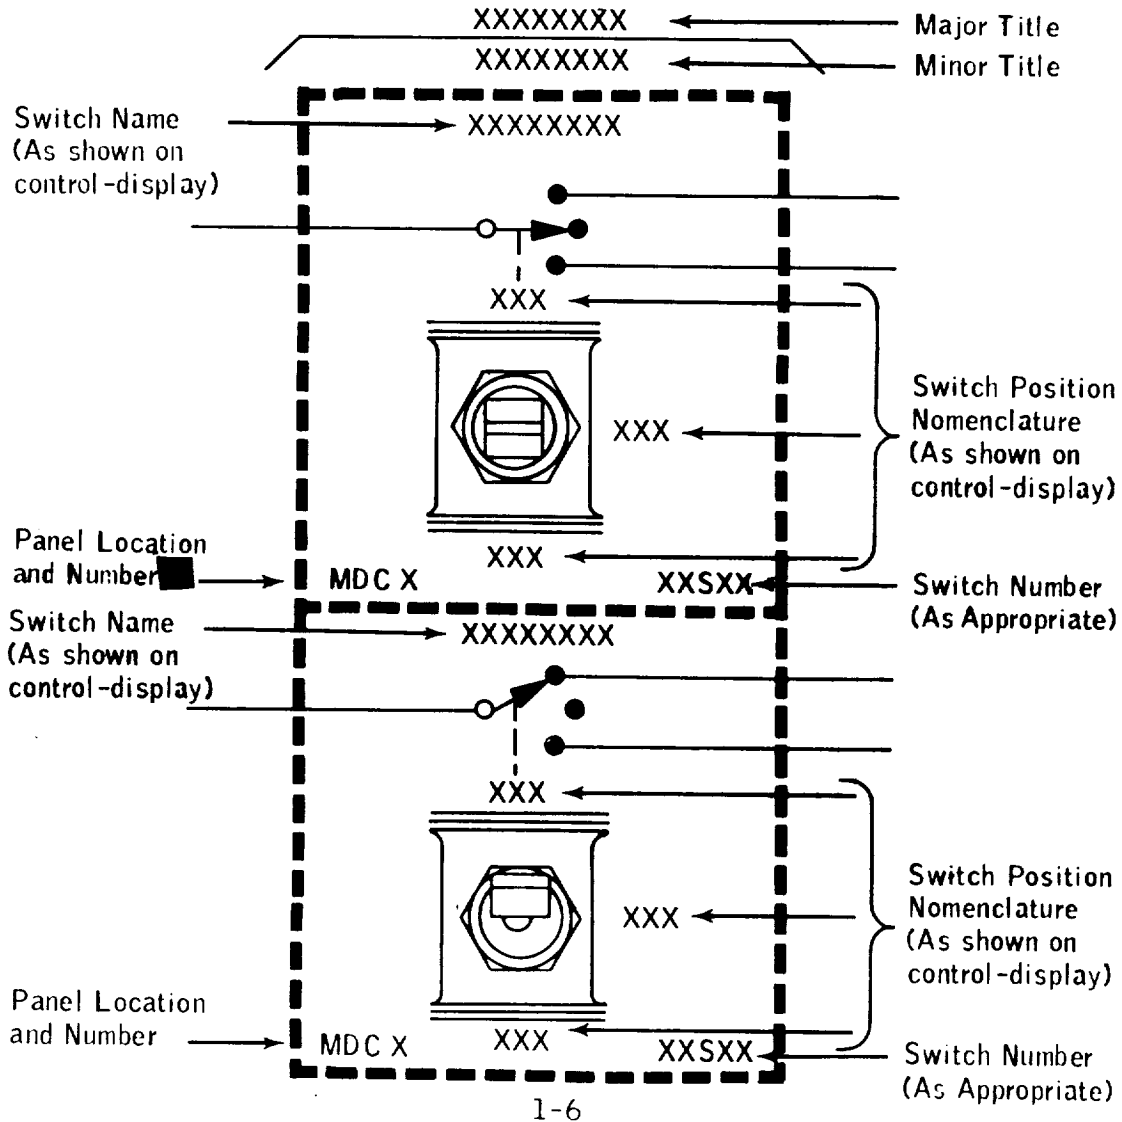 XXXXXXXX
Major Title
XXXXXXXX
Minor Title
Switch Name
(As shown on
control-display)
XXXXXXXX
XXX
XXX
Switch Position
Nomenclature
(As shown on
control-display)
XXX
Panel Location
and Number
MDC X
XXSXX
Switch Number
(As Appropriate)
Switch Name
(As shown on
control-display)
XXXXXXXX
XXX
XXX
Switch Position
Nomenclature
(As shown on
control-display)
XXX
Panel Location
and Number
MDC X
XXSXX
Switch Number
(As Appropriate)
1-6